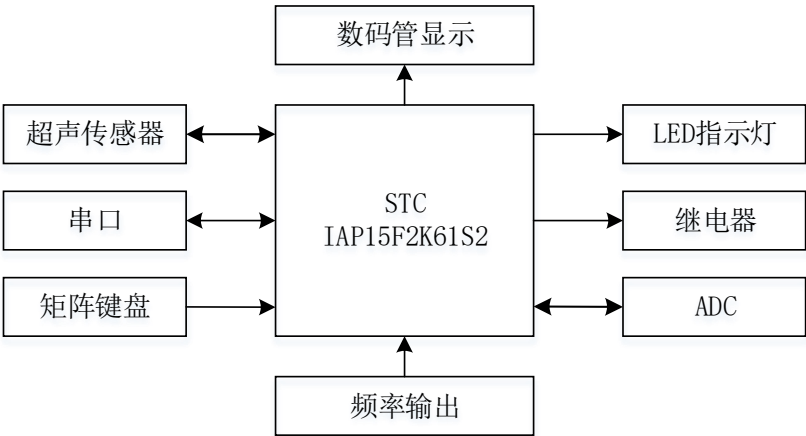 数码管显示
超声传感器
LED指示灯
STC
IAP15F2K61S2
串口
继电器
矩阵键盘
ADC
频率输出